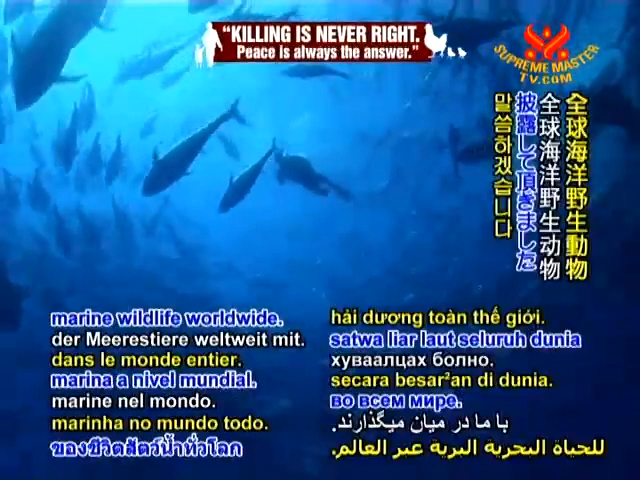 "KILLING IS NEVER RIGHT.
Peace is always the answer."
SUPREME MASTER
TV.COM
全球海洋野生動物
全球海洋野生动物
披露して頂きました
말씀하겠습니다
marine wildlife worldwide.
der Meerestiere weltweit mit.
dans le monde entier.
marina a nivel mundial.
marine nel mondo.
marinha no mundo todo.
ของชีวิตสัตว์น้ำทั่วโลก
hải dương toàn thế giới.
satwa liar laut seluruh dunia
хуваалцах болно.
secara besar²an di dunia.
во всем мире.
با ما در میان میگذارند.
للحياة البحرية البرية عبر العالم.